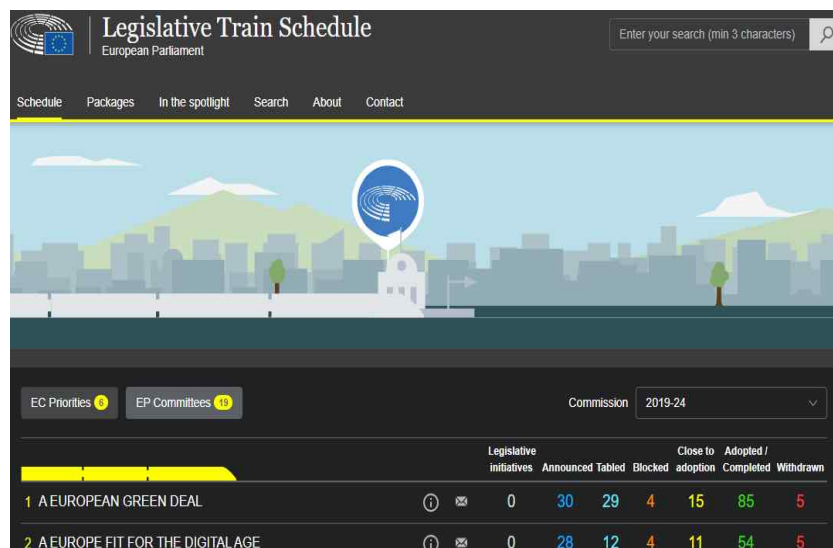 Legislative Train Schedule
European Parliament
Enter your search (min 3 characters)
Schedule Packages In the spotlight Search About Contact
EC Priorities 6 EP Committees 19 Commission 2019-24
Legislative initiatives Announced Tabled Blocked Close to adoption Adopted / Completed Withdrawn
1 A EUROPEAN GREEN DEAL 0 30 29 4 15 85 5
2 A EUROPE FIT FOR THE DIGITAL AGE 0 28 12 4 11 54 5